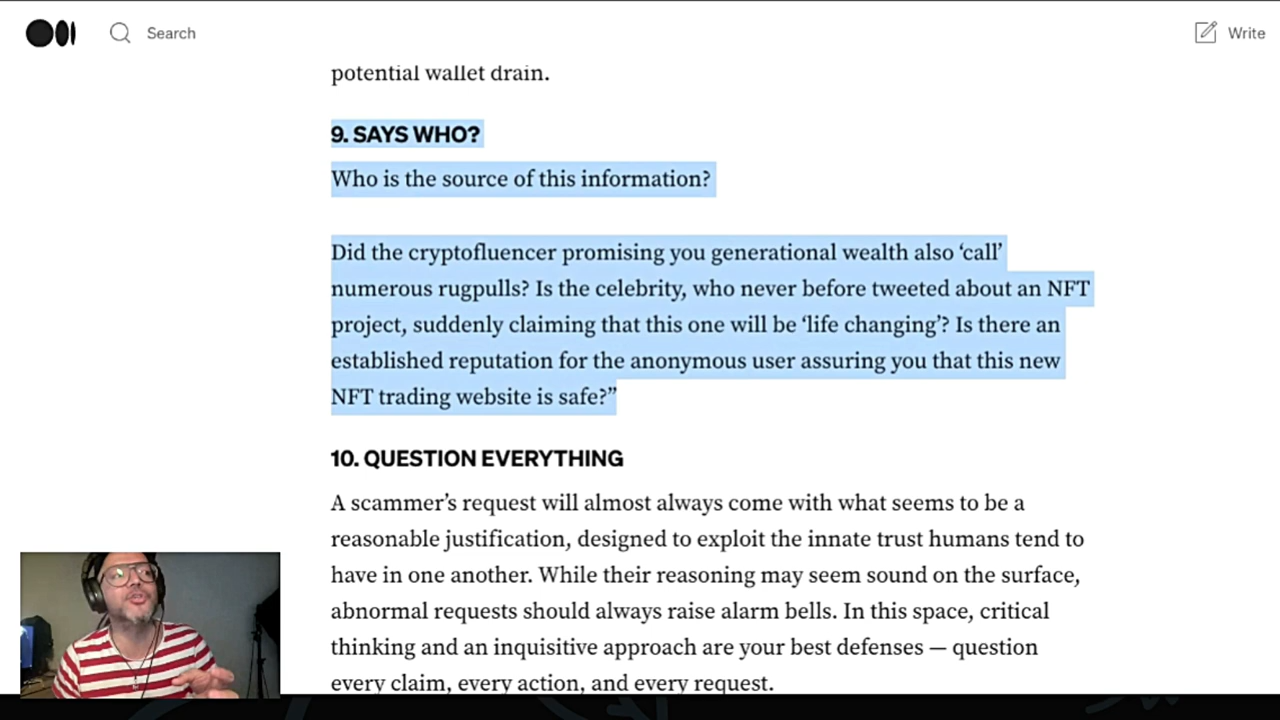 Search
Write
potential wallet drain.
9. SAYS WHO?
Who is the source of this information?
Did the cryptofluencer promising you generational wealth also ‘call’
numerous rugpulls? Is the celebrity, who never before tweeted about an NFT
project, suddenly claiming that this one will be ‘life changing’? Is there an
established reputation for the anonymous user assuring you that this new
NFT trading website is safe?”
10. QUESTION EVERYTHING
A scammer’s request will almost always come with what seems to be a
reasonable justification, designed to exploit the innate trust humans tend to
have in one another. While their reasoning may seem sound on the surface,
abnormal requests should always raise alarm bells. In this space, critical
thinking and an inquisitive approach are your best defenses — question
every claim, every action, and every request.